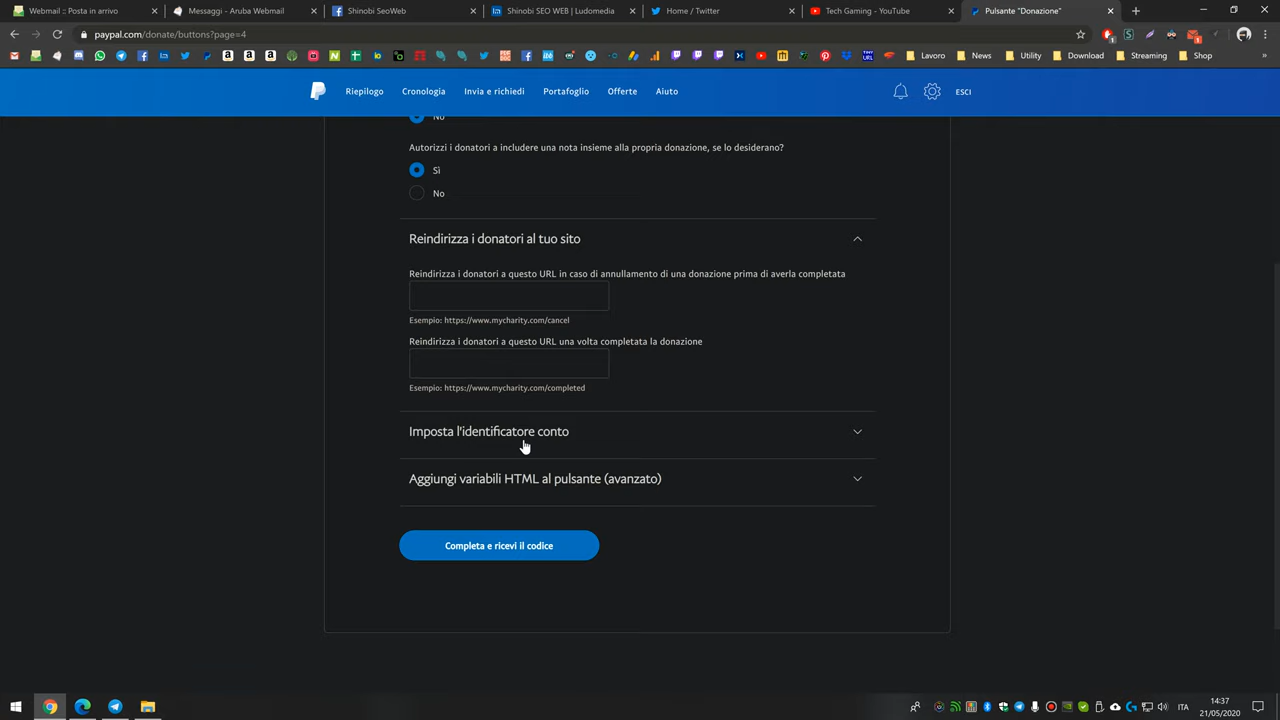 Webmail :: Posta in arrivo
Messaggi - Aruba Webmail
Shinobi SeoWeb
Shinobi SEO WEB | Ludomedia
Home / Twitter
Tech Gaming - YouTube
Pulsante "Donazione"
paypal.com/donate/buttons?page=4
Lavoro
News
Utility
Download
Streaming
Shop
Riepilogo
Cronologia
Invia e richiedi
Portafoglio
Offerte
Aiuto
ESCI
No
Autorizzi i donatori a includere una nota insieme alla propria donazione, se lo desiderano?
Sì
No
Reindirizza i donatori al tuo sito
Reindirizza i donatori a questo URL in caso di annullamento di una donazione prima di averla completata
Esempio: https://www.mycharity.com/cancel
Reindirizza i donatori a questo URL una volta completata la donazione
Esempio: https://www.mycharity.com/completed
Imposta l'identificatore conto
Aggiungi variabili HTML al pulsante (avanzato)
Completa e ricevi il codice
ITA
14:37
21/05/2020